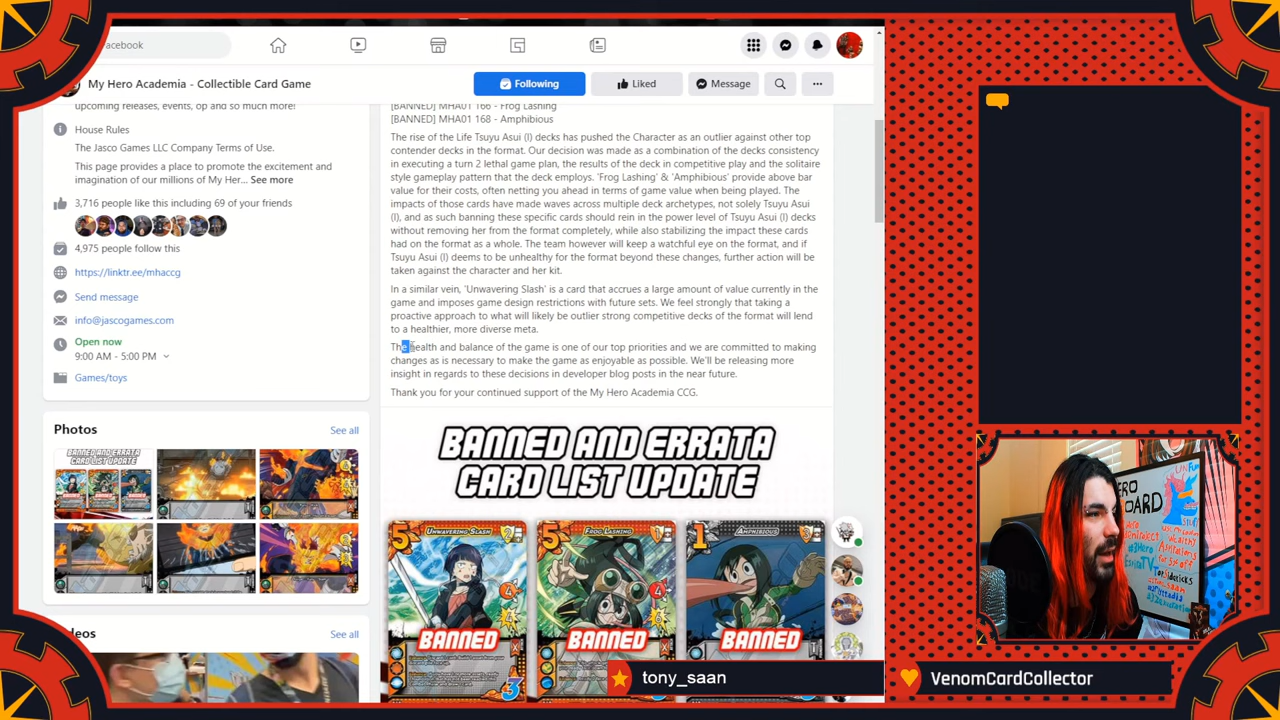 acebook
My Hero Academia - Collectible Card Game
Following
Liked
Message
upcoming releases, events, op and so much more!
House Rules
The Jasco Games LLC Company Terms of Use.
This page provides a place to promote the excitement and
imagination of our millions of My Her... See more
3,716 people like this including 69 of your friends
4,975 people follow this
https://linktr.ee/mhaccg
Send message
info@jascogames.com
Open now
9:00 AM - 5:00 PM
Games/toys
Photos
See all
See all
[BANNED] MHA01 166 - Frog Lashing
[BANNED] MHA01 168 - Amphibious
The rise of the Life Tsuyu Asui (I) decks has pushed the Character as an outlier against other top
contender decks in the format. Our decision was made as a combination of the decks consistency
in executing a turn 2 lethal game plan, the results of the deck in competitive play and the solitaire
style gameplay pattern that the deck employs. 'Frog Lashing' & 'Amphibious' provide above bar
value for their costs, often netting you ahead in terms of game value when being played. The
impacts of those cards have made waves across multiple deck archetypes, not solely Tsuyu Asui
(I), and as such banning these specific cards should rein in the power level of Tsuyu Asui (I) decks
without removing her from the format completely, while also stabilizing the impact these cards
had on the format as a whole. The team however will keep a watchful eye on the format, and if
Tsuyu Asui (I) deems to be unhealthy for the format beyond these changes, further action will be
taken against the character and her kit.
In a similar vein, 'Unwavering Slash' is a card that accrues a large amount of value currently in the
game and imposes game design restrictions with future sets. We feel strongly that taking a
proactive approach to what will likely be outlier strong competitive decks of the format will lend
to a healthier, more diverse meta.
The health and balance of the game is one of our top priorities and we are committed to making
changes as is necessary to make the game as enjoyable as possible. We'll be releasing more
insight in regards to these decisions in developer blog posts in the near future.
Thank you for your continued support of the My Hero Academia CCG.
BANNED AND ERRATA
CARD LIST UPDATE
5 Unwavering Slash 2
BANNED
3
5 Frog Lashing 1
BANNED
1 Amphibious 3
BANNED
tony_saan
VenomCardCollector